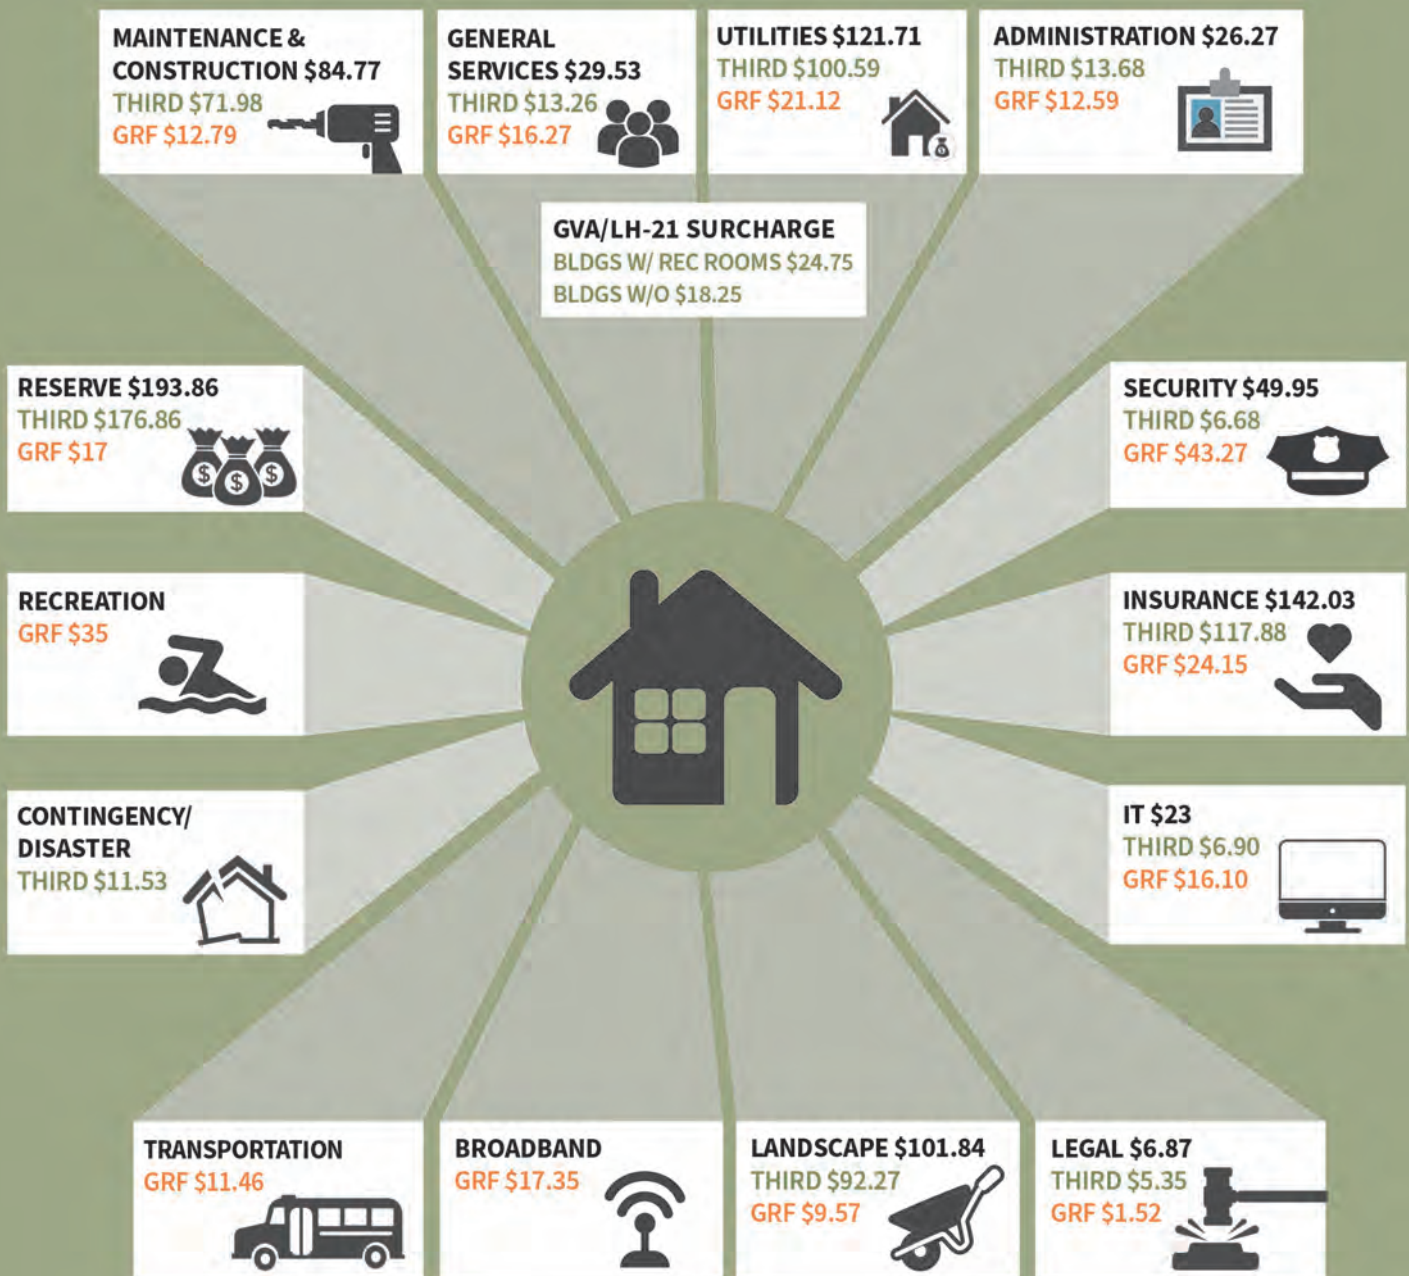 MAINTENANCE &
CONSTRUCTION $84.77
THIRD $71.98
GRF $12.79
GENERAL
SERVICES $29.53
THIRD $13.26
GRF $16.27
UTILITIES $121.71
THIRD $100.59
GRF $21.12
$
ADMINISTRATION $26.27
THIRD $13.68
GRF $12.59
GVA/LH-21 SURCHARGE
BLDGS W/ REC ROOMS $24.75
BLDGS W/O $18.25
RESERVE $193.86
THIRD $176.86
GRF $17
$ $ $
SECURITY $49.95
THIRD $6.68
GRF $43.27
RECREATION
GRF $35
INSURANCE $142.03
THIRD $117.88
GRF $24.15
CONTINGENCY/
DISASTER
THIRD $11.53
IT $23
THIRD $6.90
GRF $16.10
TRANSPORTATION
GRF $11.46
BROADBAND
GRF $17.35
LANDSCAPE $101.84
THIRD $92.27
GRF $9.57
LEGAL $6.87
THIRD $5.35
GRF $1.52